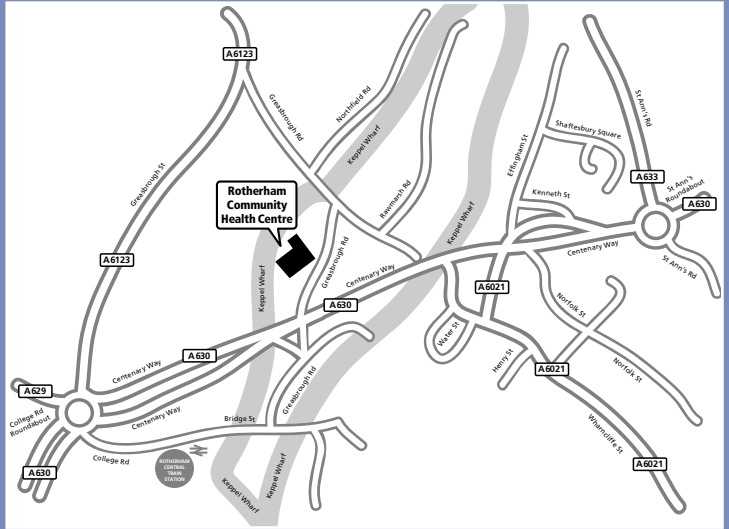 A6123
Greasbrough Rd
Northfield Rd
Keppel Wharf
Effingham St
Shaftesbury Square
St Ann's Rd
Greasbrough St
Rotherham
Community
Health Centre
Rawmarsh Rd
Kenneth St
A633
St Ann's
Roundabout
A630
Keppel Wharf
Greasbrough Rd
Centenary Way
St Ann's Rd
A6123
Keppel Wharf
Centenary Way
A6021
A630
Norfolk St
Water St
A630
Henry St
Norfolk St
A6021
Centenary Way
Greasbrough Rd
A629
College Rd
Roundabout
Centenary Way
Bridge St
Wharncliffe St
College Rd
ROTHERHAM
CENTRAL
TRAIN
STATION
A630
Keppel Wharf
Keppel Wharf
A6021